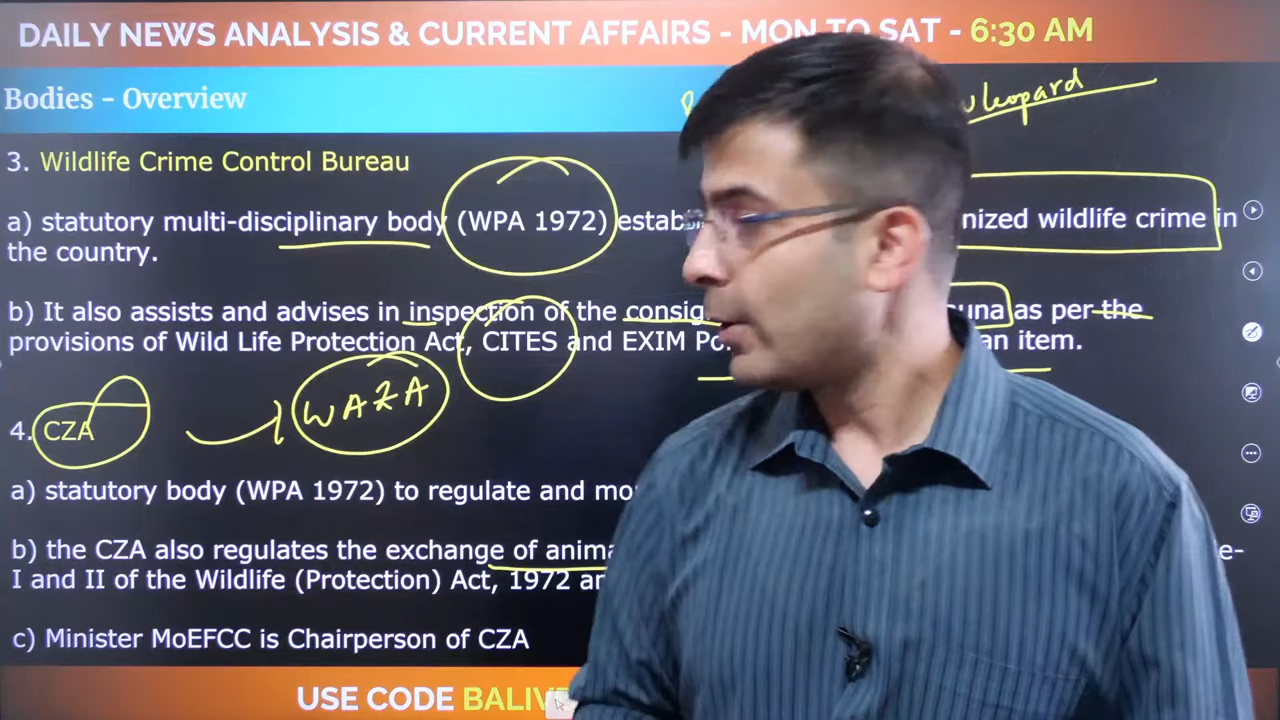 DAILY NEWS ANALYSIS & CURRENT AFFAIRS - MON TO SAT - 6:30 AM
Bodies - Overview
leopard
3. Wildlife Crime Control Bureau
a) statutory multi-disciplinary body (WPA 1972) estab nized wildlife crime in
the country.
b) It also assists and advises in inspection of the consig una as per the
provisions of Wild Life Protection Act, CITES and EXIM Po an item.
WAZA
4. CZA
a) statutory body (WPA 1972) to regulate and mo
b) the CZA also regulates the exchange of anima e-
I and II of the Wildlife (Protection) Act, 1972 an
c) Minister MoEFCC is Chairperson of CZA
USE CODE BALIV